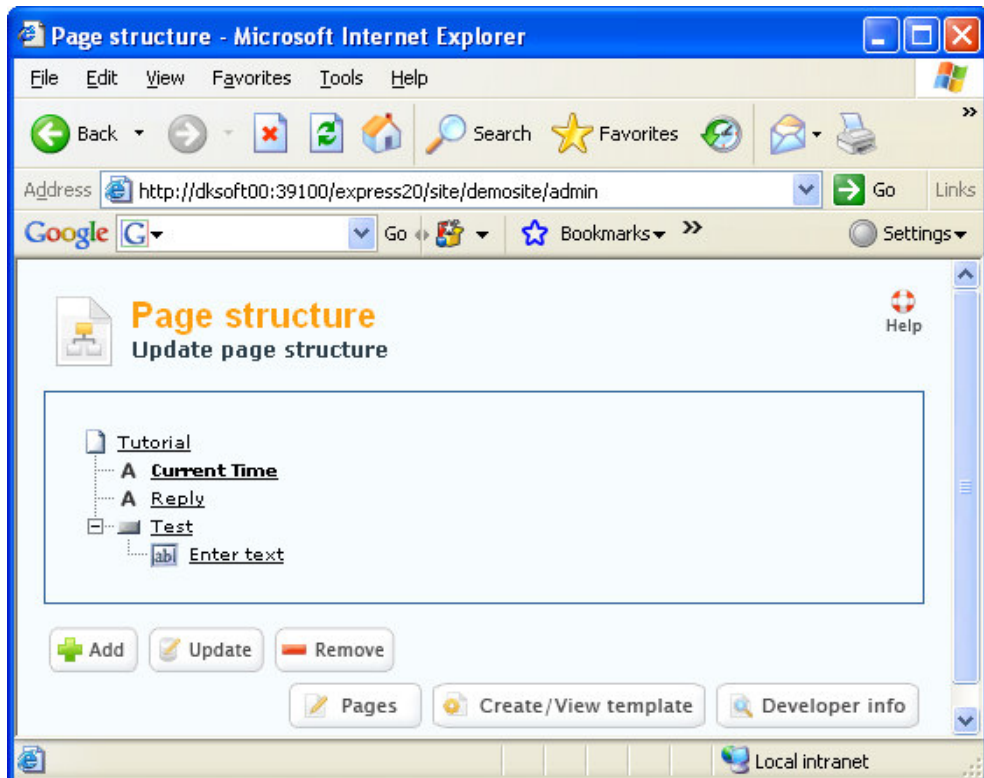 Page structure - Microsoft Internet Explorer
File Edit View Favorites Tools Help
Back Search Favorites »
Address http://dksoft00:39100/express20/site/demosite/admin Go Links
Google G Go Bookmarks » Settings
Page structure
Help
Update page structure
Tutorial
A Current Time
A Reply
Test
abl Enter text
Add Update Remove
Pages Create/View template Developer info
Local intranet